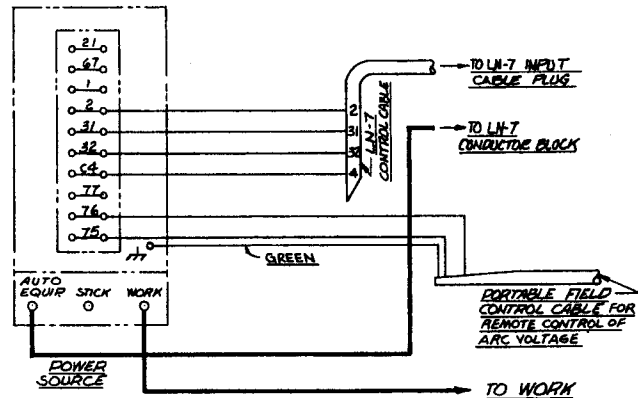 21
67
1
2
31
32
C4
77
76
75
2
31
32
4
LN-7
CONTROL CABLE
TO LN-7 INPUT
CABLE PLUG
TO LN-7
CONDUCTOR BLOCK
GREEN
AUTO
EQUIP
STICK
WORK
PORTABLE FIELD
CONTROL CABLE FOR
REMOTE CONTROL OF
ARC VOLTAGE
POWER
SOURCE
TO WORK